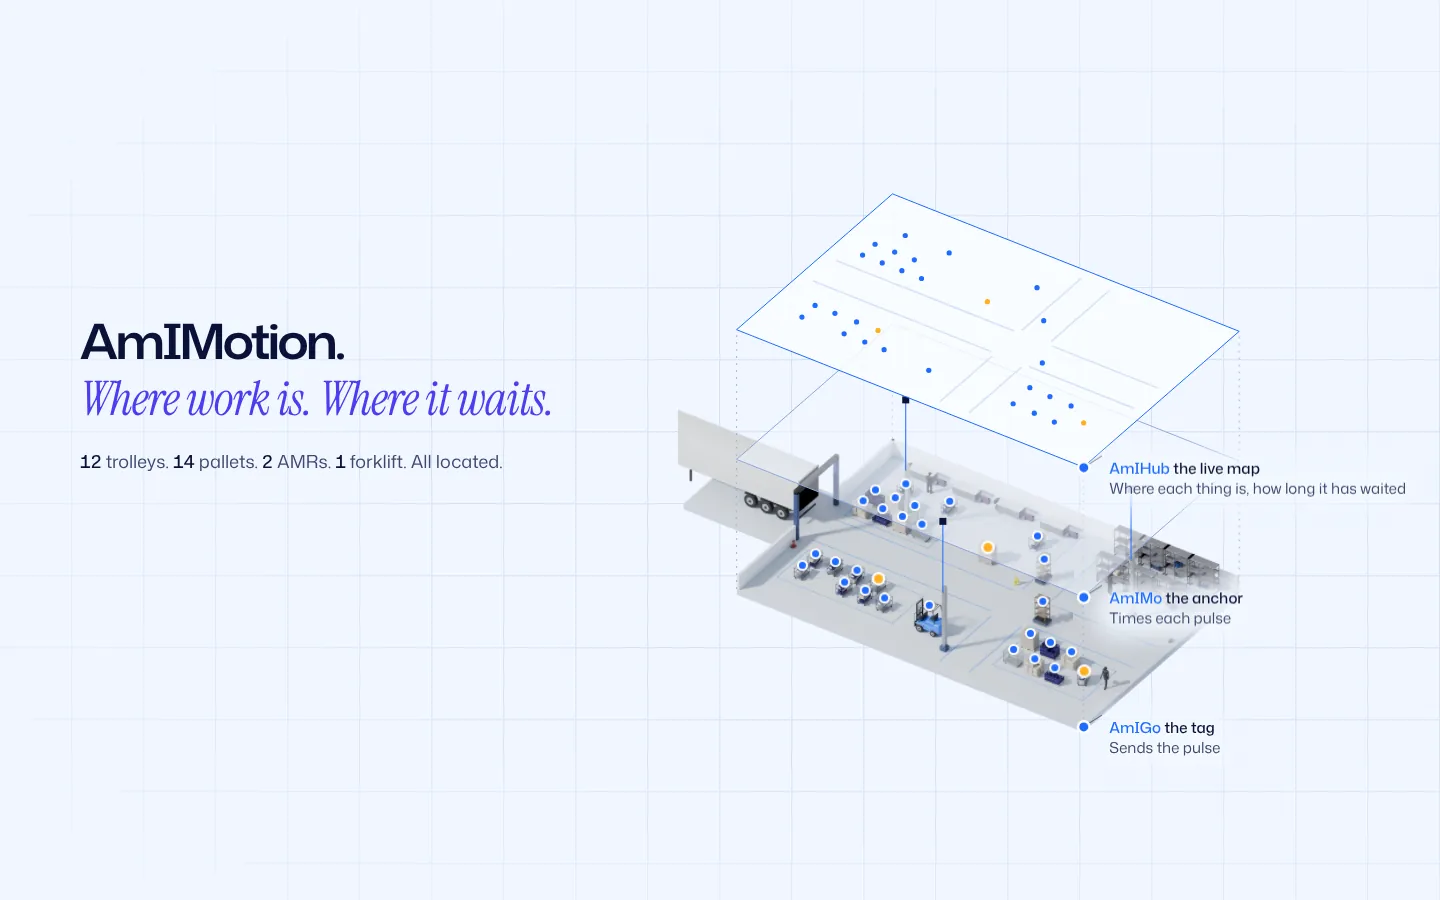 AmIMotion.
Where work is. Where it waits.
12 trolleys. 14 pallets. 2 AMRs. 1 forklift. All located.
AmIHub the live map
Where each thing is, how long it has waited
AmIMo the anchor
Times each pulse
AmIGo the tag
Sends the pulse